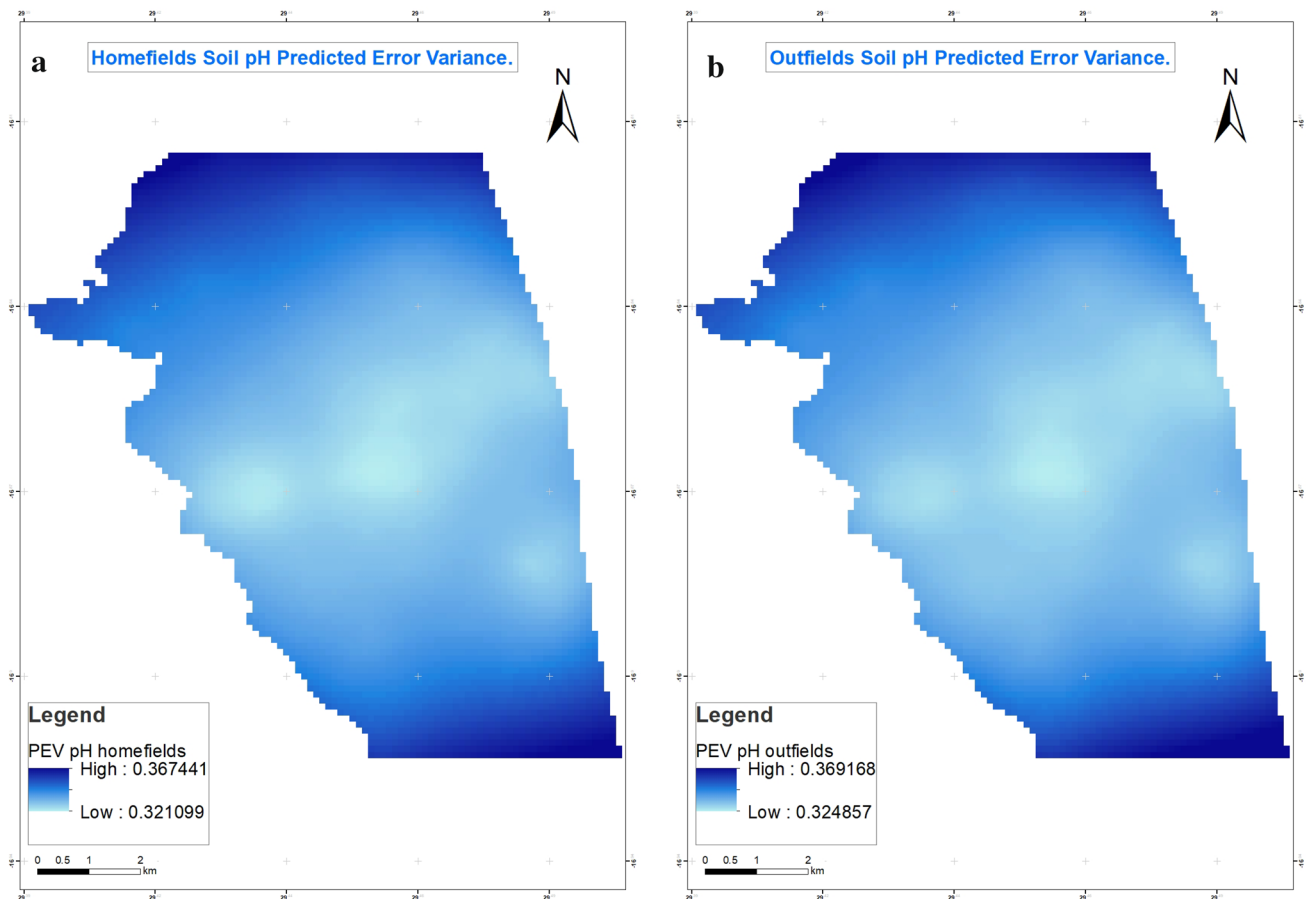 a
Homefields Soil pH Predicted Error Variance.
N
Legend
PEV pH homefields
High : 0.367441
Low : 0.321099
0 0.5 1 2
km
b
Outfields Soil pH Predicted Error Variance.
N
Legend
PEV pH outfields
High : 0.369168
Low : 0.324857
0 0.5 1 2
km